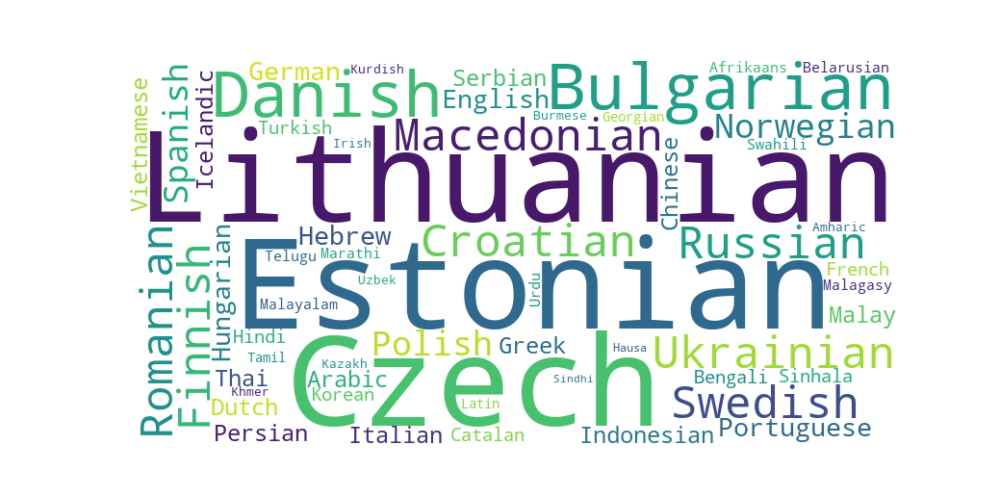 German
Kurdish
Danish
Serbian
English
Bulgarian
Afrikaans
Belarusian
Vietnamese
Spanish
Icelandic
Turkish
Irish
Macedonian
Burmese
Georgian
Norwegian
Swahili
Lithuanian
Chinese
Romanian
Finnish
Hungarian
Hebrew
Telugu
Marathi
Uzbek
Malayalam
Croatian
Russian
Amharic
French
Malagasy
Malay
Estonian
Urdu
Hindi
Tamil
Thai
Khmer
Dutch
Persian
Czech
Polish
Greek
Hausa
Ukrainian
Kazakh
Arabic
Korean
Sindhi
Latin
Bengali
Sinhala
Swedish
Italian
Catalan
Indonesian
Portuguese